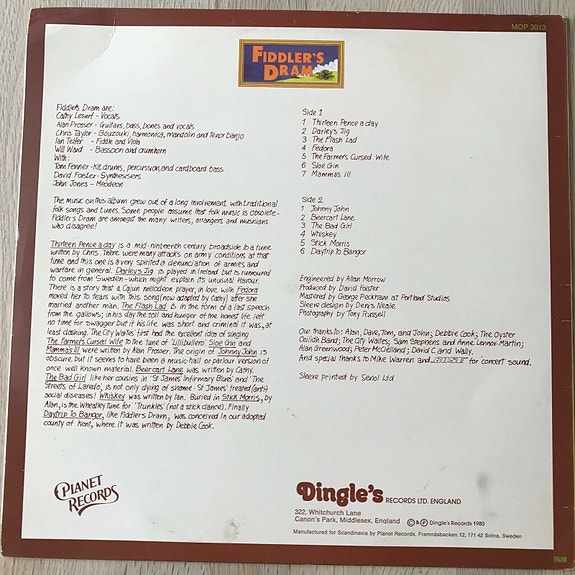 MOP 3013
FIDDLER'S
DRAM
Fiddler's Dram are:
Cathy Lesurf - Vocals
Alan Prosser - Guitars, bass, bones and vocals
Chris Taylor - Bouzouki, harmonica, mandolin and Tenor banjo
Ian Telfer - Fiddle and Viola
Will Ward - Bassoon and crumhorn
With:
Tom Fenner - Kit drums, percussion, and cardboard bass
David Foster - Synthesisers
John Jones - Meodeon
The music on this album grew out of a long involvement with traditional
folk songs and tunes. Some people assume that folk music is obsolete -
Fiddler's Dram are amongst the many writers, arrangers and musicians
who disagree!
Thirteen Pence a day is a mid-nineteenth century broadside to a tune
written by Chris. There were many attacks on army conditions at that
time and this one is a very spirited a denunciation of armies and
warfare in general. Darley's Jig is played in Ireland but is rumoured
to come from Sweden - which might explain its unusual flavour.
There is a story that a Cajun melodeon player, in love with Fedora
moved her to tears with this song (now adapted by Cathy) after she
married another man. The Flash Lad is in the form of a last speech
from the gallows; in his day the toil and hunger of the honest life left
no time for swagger but if his life was short and criminal it was, at
least dashing. The City Waites first had the excellent idea of singing
The Farmer's Cursed Wife to the tune of 'Lillibullero'. Sloe Gin and
Mamma's III were written by Alan Prosser. The origin of Johnny Jahn is
obscure but it seems to have been a music-hall or parlour version of
once well known material. Beercart Lane was written by Cathy.
The Bad Girl like her cousins in 'St James Infirmary Blues' and 'The
Streets of Laredo', is not only dying of shame - St James' treated (anti)
social diseases! Whiskey was written by Ian. Buried in Stick Morris, by
Alan, is the Wheatley tune for 'Trunkles' (not a stick dance). Finally
Daytrip To Bangor, like Fiddler's Dram, was conceived in our adopted
county of Kent, where it was written by Debbie Cook.
Side 1
1 Thirteen Pence a day
2 Darley's Jig
3 The Flash Lad
4 Fedora
5 The Farmers Cursed Wife
6 Sloe Gin
7 Mamma's III
Side 2
1 Johnny Jahn
2 Beercart Lane
3 The Bad Girl
4 Whiskey
5 Stick Morris
6 Daytrip To Bangor
Engineered by Allan Morrow
Produced by David Foster
Mastered by George Peckham at Portland Studios
Sleeve design by Denis Neale
Photography by Tony Russell
Our thanks to: Alan, Dave, Tom, and John; Debbie Cook; The Oyster
Ceilidh Band; The City Waites; Sam Stephens and Anne Lennox-Martin;
Alan Greenwood; Peter McClelland; David C and Wally.
And special thanks to Mike Warren and for concert sound.
Sleeve printed by Senol Ltd
PLANET
RECORDS
Dingle's RECORDS LTD. ENGLAND
322, Whitchurch Lane
Canon's Park, Middlesex, England © & ℗ Dingle's Records 1980
Manufactured for Scandinavia by Planet Records, Framnäsbacken 12, 171 42 Solna, Sweden